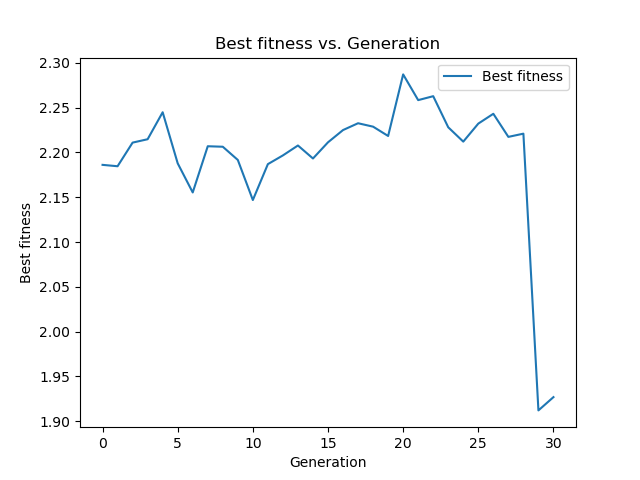 Best fitness vs. Generation
Best fitness
2.30
2.25
2.20
2.15
2.10
2.05
2.00
1.95
1.90
Best fitness
0 5 10 15 20 25 30
Generation